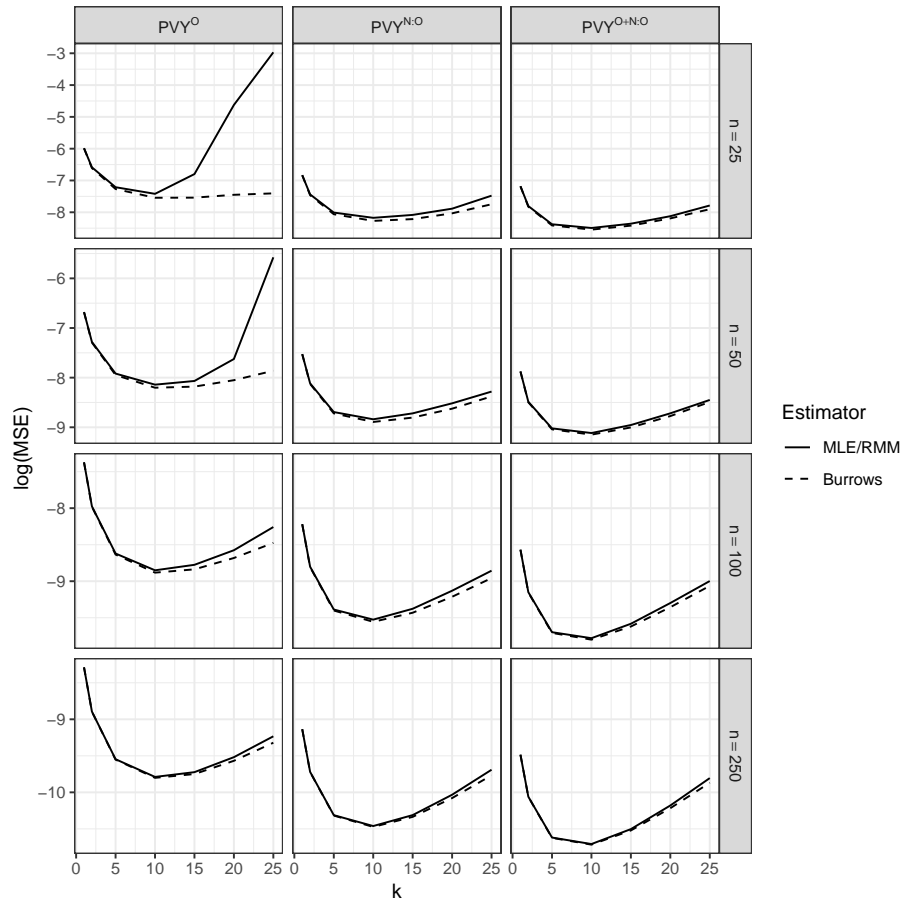 PVY^O PVY^N:O PVY^O+N:O
−3
−4
−5
−6
−7
−8
n = 25
−6
−7
−8
−9
n = 50
−8
−9
n = 100
−9
−10
n = 250
0 5 10 15 20 25 0 5 10 15 20 25 0 5 10 15 20 25
k
log(MSE)
Estimator
MLE/RMM
Burrows